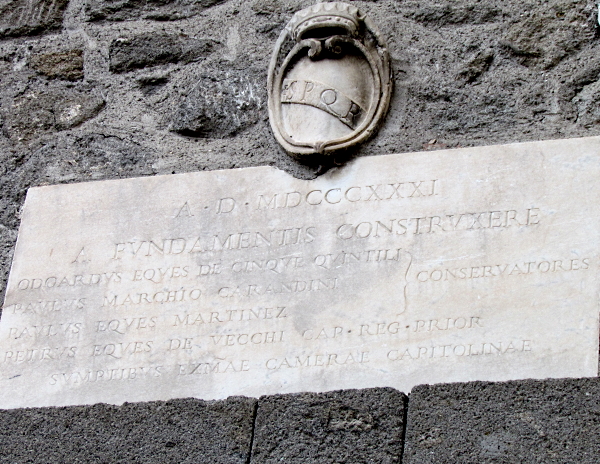 SPQR
A · D · MDCCCXXXI
A FVNDAMENTIS CONSTRVXERE
ODOARDVS EQVES DE CINQVE QVINTILI
PAVLVS MARCHIO CARANDINI
CONSERVATORES
PAVLVS EQVES MARTINEZ
PETRVS EQVES DE VECCHI CAP · REG · PRIOR
SVMPTIBVS EXMAE CAMERAE CAPITOLINAE